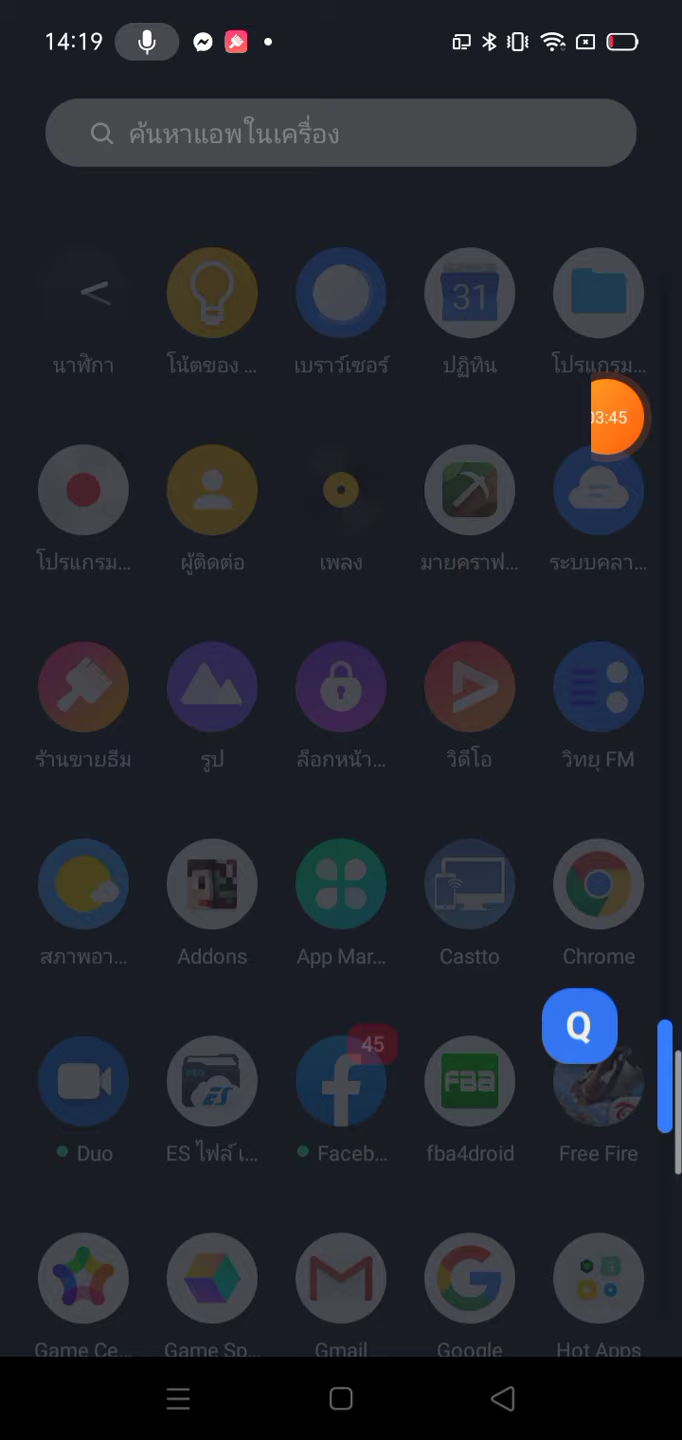 14:19
ค้นหาแอพในเครื่อง
31
นาฬิกา
โน้ตของ ...
เบราว์เซอร์
ปฏิทิน
โปรแกรม...
03:45
โปรแกรม...
ผู้ติดต่อ
เพลง
มายคราฟ...
ระบบคลา...
ร้านขายธีม
รูป
ล็อกหน้า...
วิดีโอ
วิทยุ FM
สภาพอา...
Addons
App Mar...
Castto
Chrome
Q
45
ES
FBA
Duo
ES ไฟล์ เ...
Faceb...
fba4droid
Free Fire
Game Ce...
Game Sp...
Gmail
Google
Hot Apps